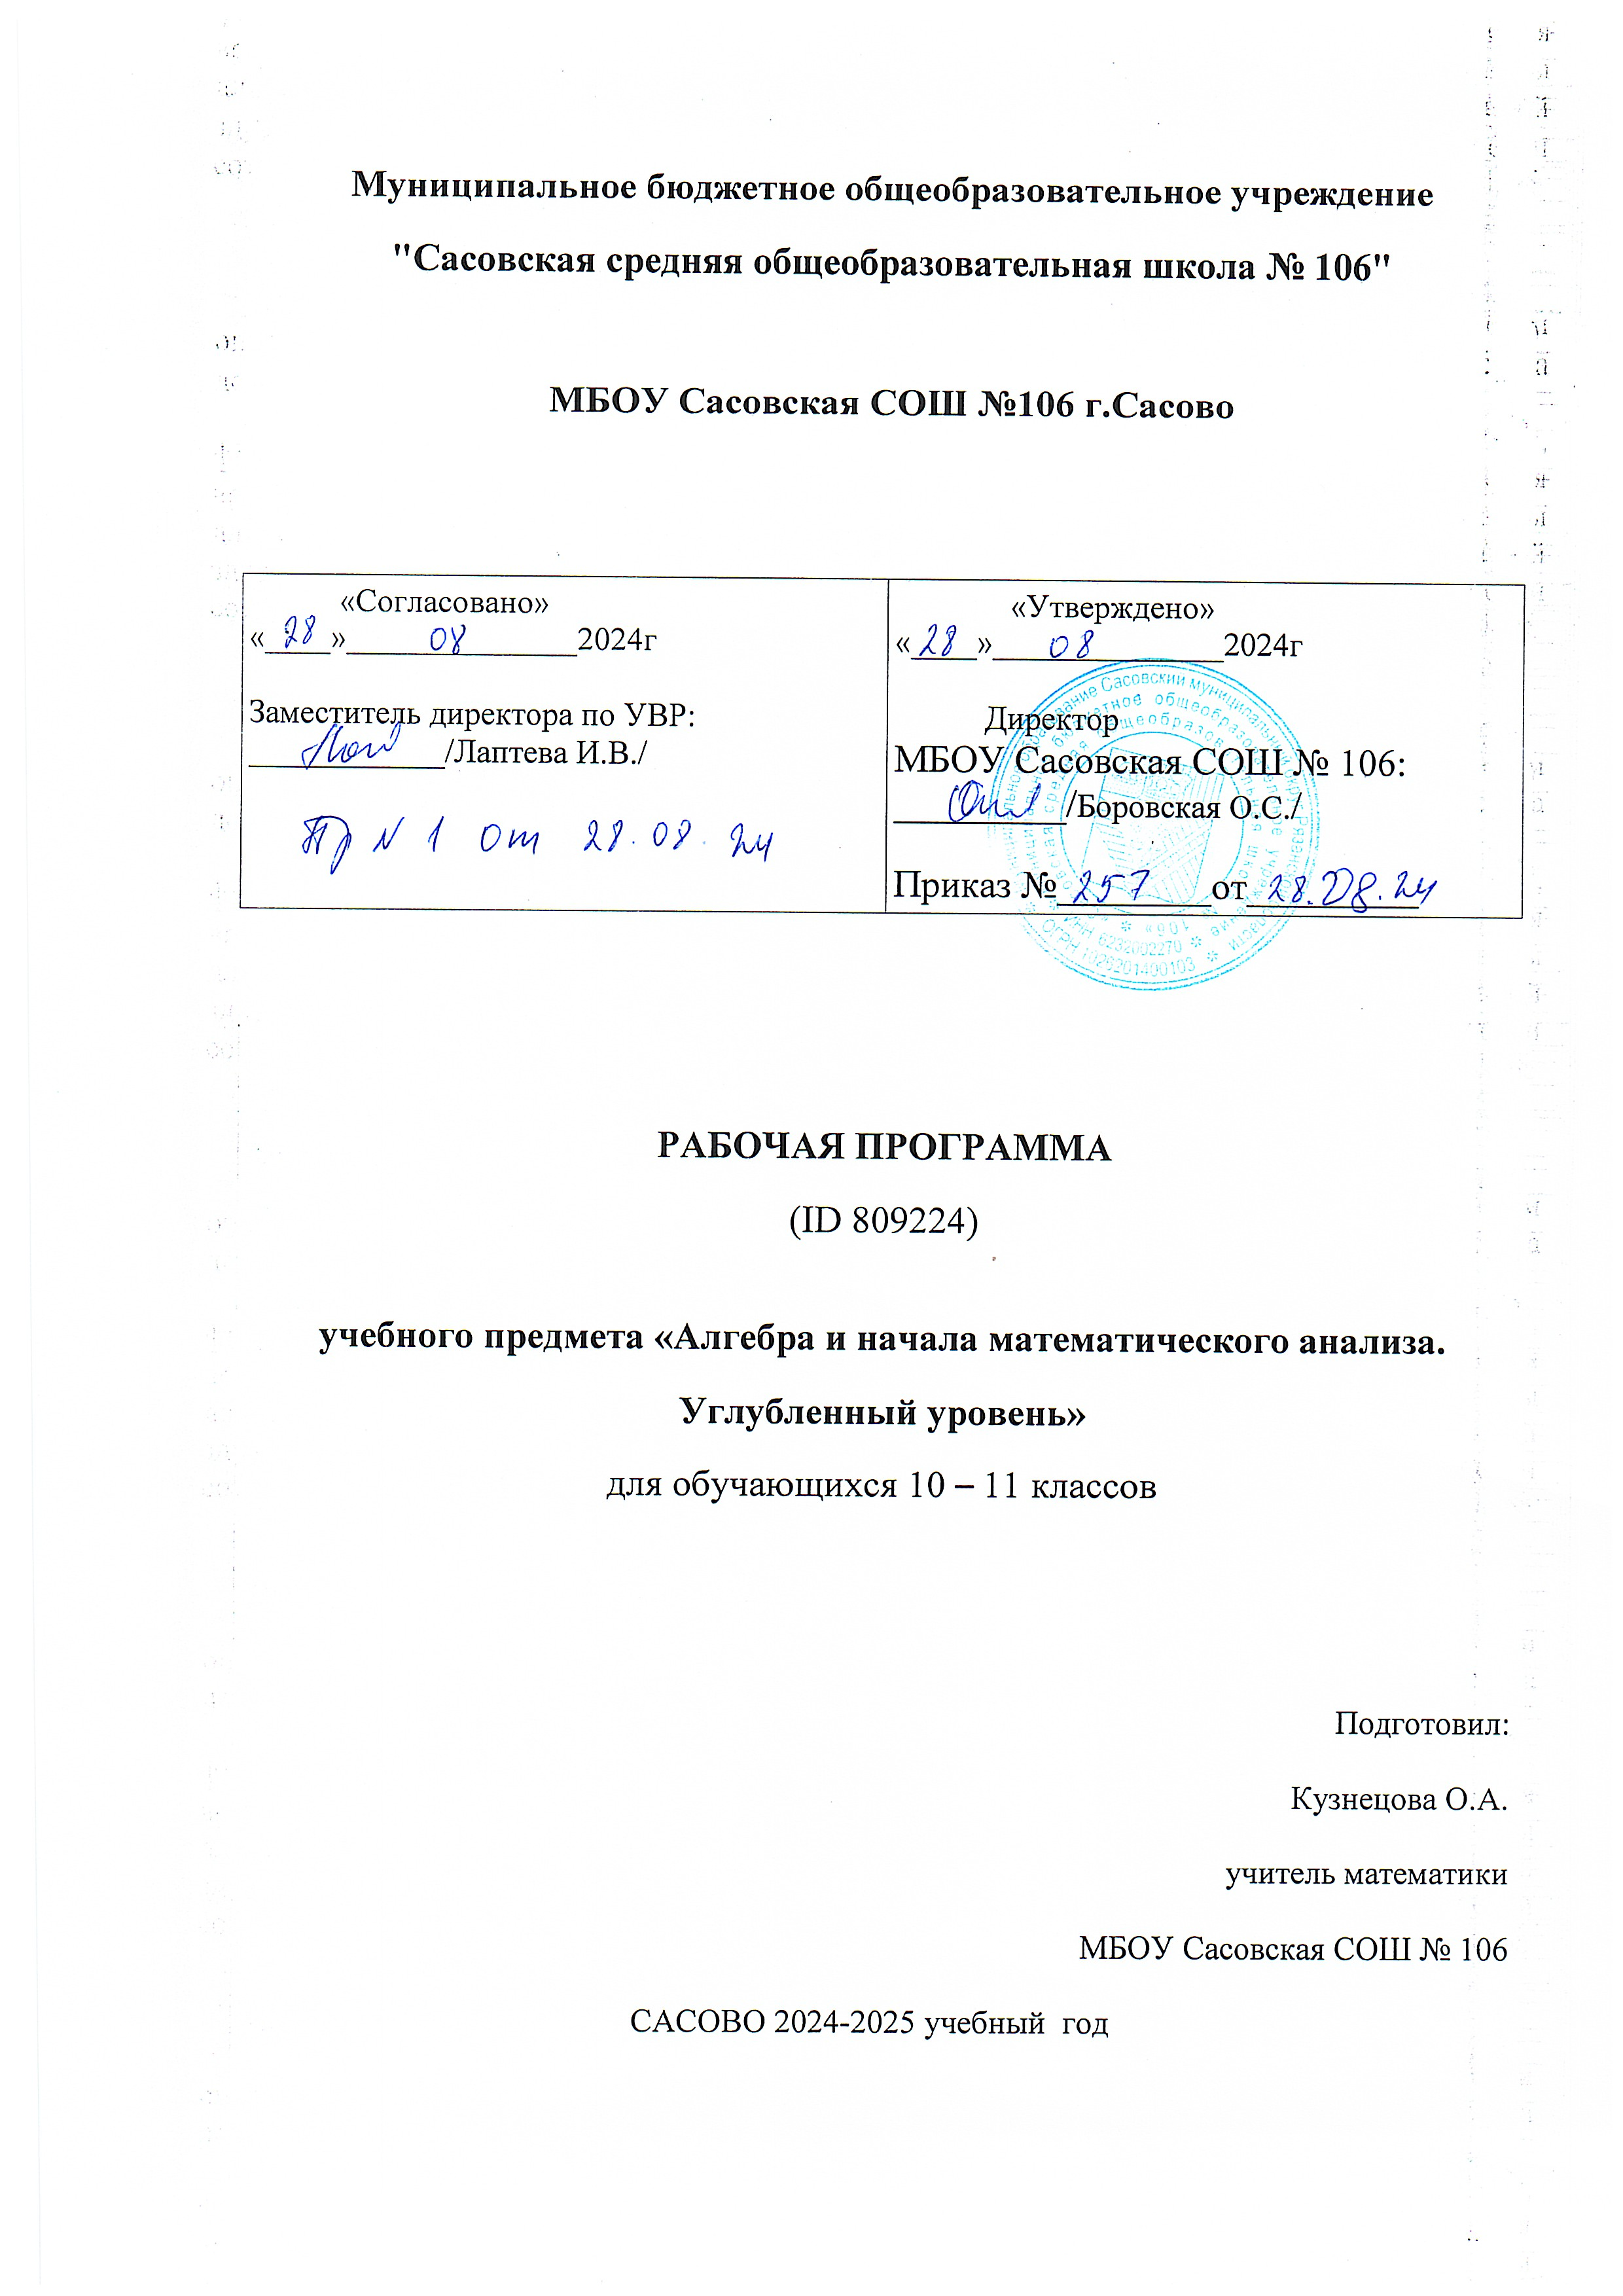 Муниципальное бюджетное общеобразовательное учреждение
"Сасовская средняя общеобразовательная школа № 106"
МБОУ Сасовская СОШ №106 г.Сасово
«Согласовано»
«28» 08 2024г
Заместитель директора по УВР:
/Лаптева И.В./
Пр N 1 от 28.08.24
«Утверждено»
«28» 08 2024г
Директор
МБОУ Сасовская СОШ № 106:
/Боровская О.С./
Приказ № 257 от 28.08.24
ИНН 6232002270
ОГРН 1026201400103
РАБОЧАЯ ПРОГРАММА
(ID 809224)
учебного предмета «Алгебра и начала математического анализа.
Углубленный уровень»
для обучающихся 10 – 11 классов
Подготовил:
Кузнецова О.А.
учитель математики
МБОУ Сасовская СОШ № 106
САСОВО 2024-2025 учебный год